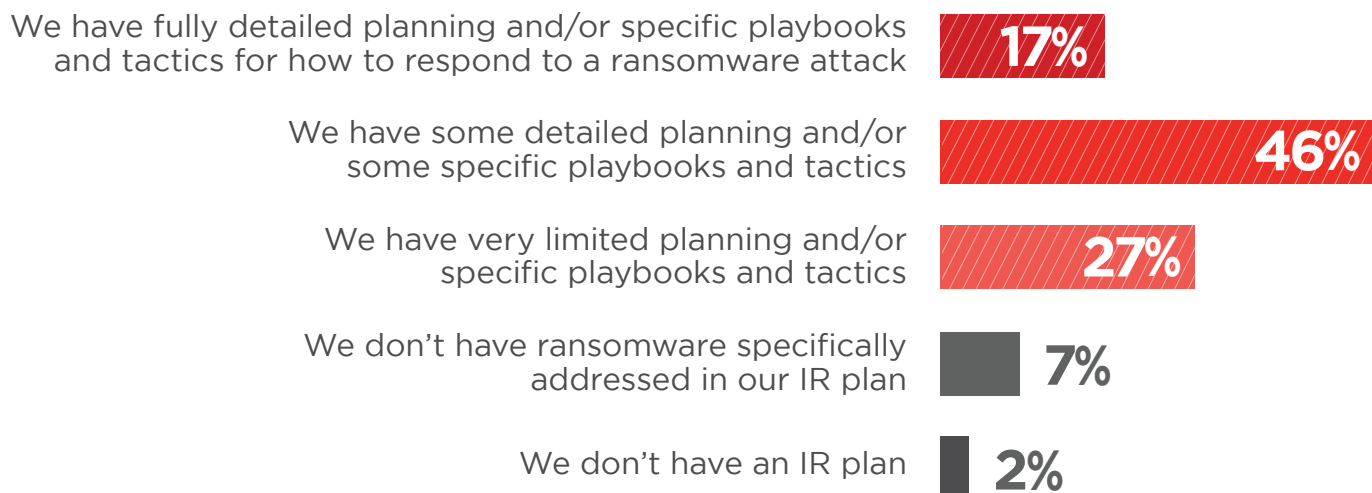 We have fully detailed planning and/or specific playbooks
and tactics for how to respond to a ransomware attack
17%
We have some detailed planning and/or
some specific playbooks and tactics
46%
We have very limited planning and/or
specific playbooks and tactics
27%
We don’t have ransomware specifically
addressed in our IR plan
7%
We don’t have an IR plan
2%